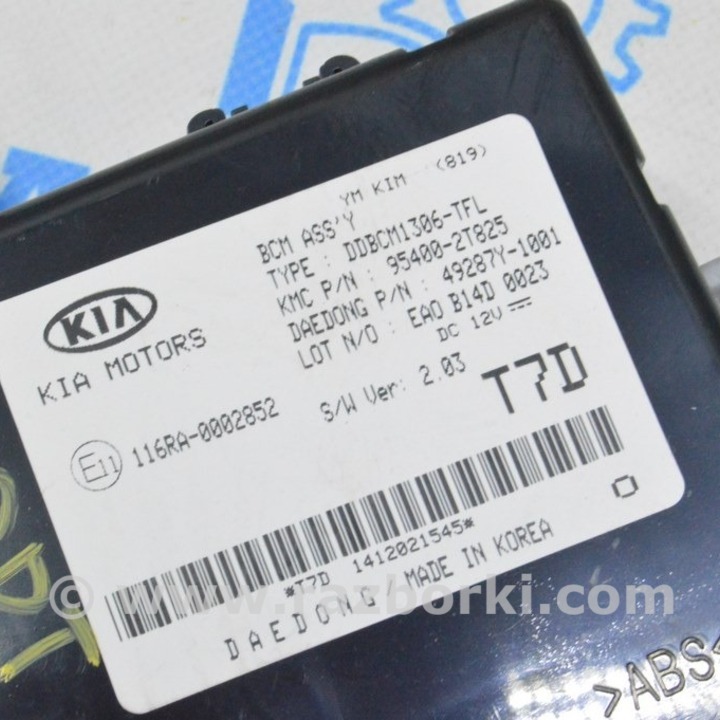 YM KIM (819)
BCM ASS'Y
TYPE : DDBCM1306-TFL
KMC P/N : 95400-2T825
DAEDONG P/N : 49287Y-1001
LOT N/O : EAO B14D 0023
DC 12V
KIA
KIA MOTORS
S/W Ver: 2.03
T7D
E11
116RA-0002852
*T7D 1412021545*
DAEDONG / MADE IN KOREA
© www.razborki.com
>ABS<